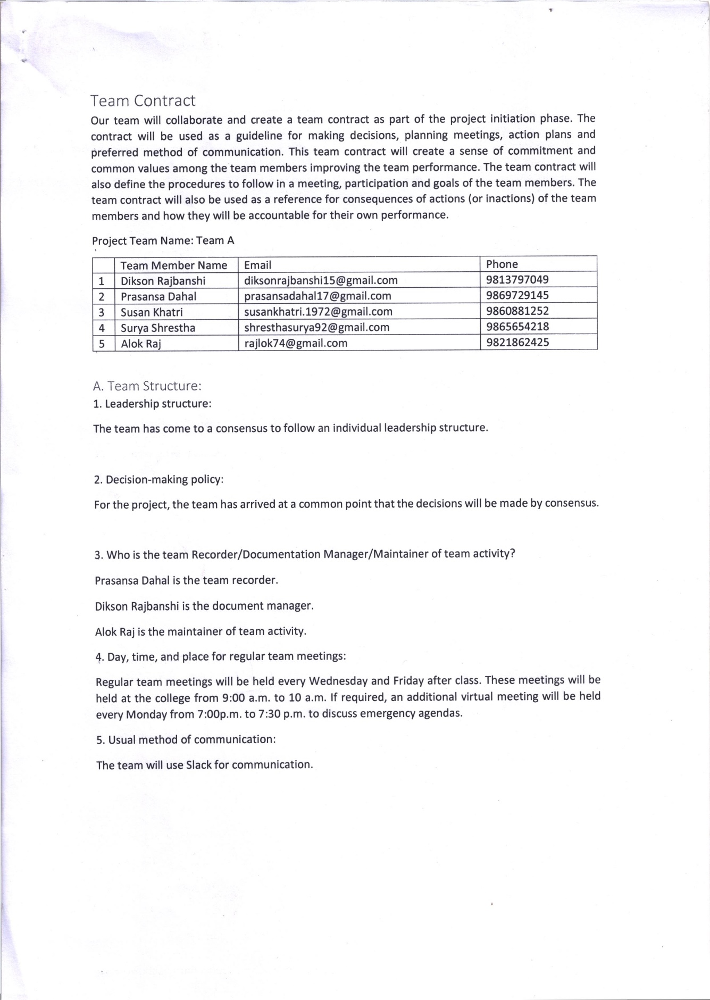 Team Contract
Our team will collaborate and create a team contract as part of the project initiation phase. The
contract will be used as a guideline for making decisions, planning meetings, action plans and
preferred method of communication. This team contract will create a sense of commitment and
common values among the team members improving the team performance. The team contract will
also define the procedures to follow in a meeting, participation and goals of the team members. The
team contract will also be used as a reference for consequences of actions (or inactions) of the team
members and how they will be accountable for their own performance.
Project Team Name: Team A
Team Member Name Email Phone
1 Dikson Rajbanshi diksonrajbanshi15@gmail.com 9813797049
2 Prasansa Dahal prasansadahal17@gmail.com 9869729145
3 Susan Khatri susankhatri.1972@gmail.com 9860881252
4 Surya Shrestha shresthasurya92@gmail.com 9865654218
5 Alok Raj rajlok74@gmail.com 9821862425
A. Team Structure:
1. Leadership structure:
The team has come to a consensus to follow an individual leadership structure.
2. Decision-making policy:
For the project, the team has arrived at a common point that the decisions will be made by consensus.
3. Who is the team Recorder/Documentation Manager/Maintainer of team activity?
Prasansa Dahal is the team recorder.
Dikson Rajbanshi is the document manager.
Alok Raj is the maintainer of team activity.
4. Day, time, and place for regular team meetings:
Regular team meetings will be held every Wednesday and Friday after class. These meetings will be
held at the college from 9:00 a.m. to 10 a.m. If required, an additional virtual meeting will be held
every Monday from 7:00p.m. to 7:30 p.m. to discuss emergency agendas.
5. Usual method of communication:
The team will use Slack for communication.